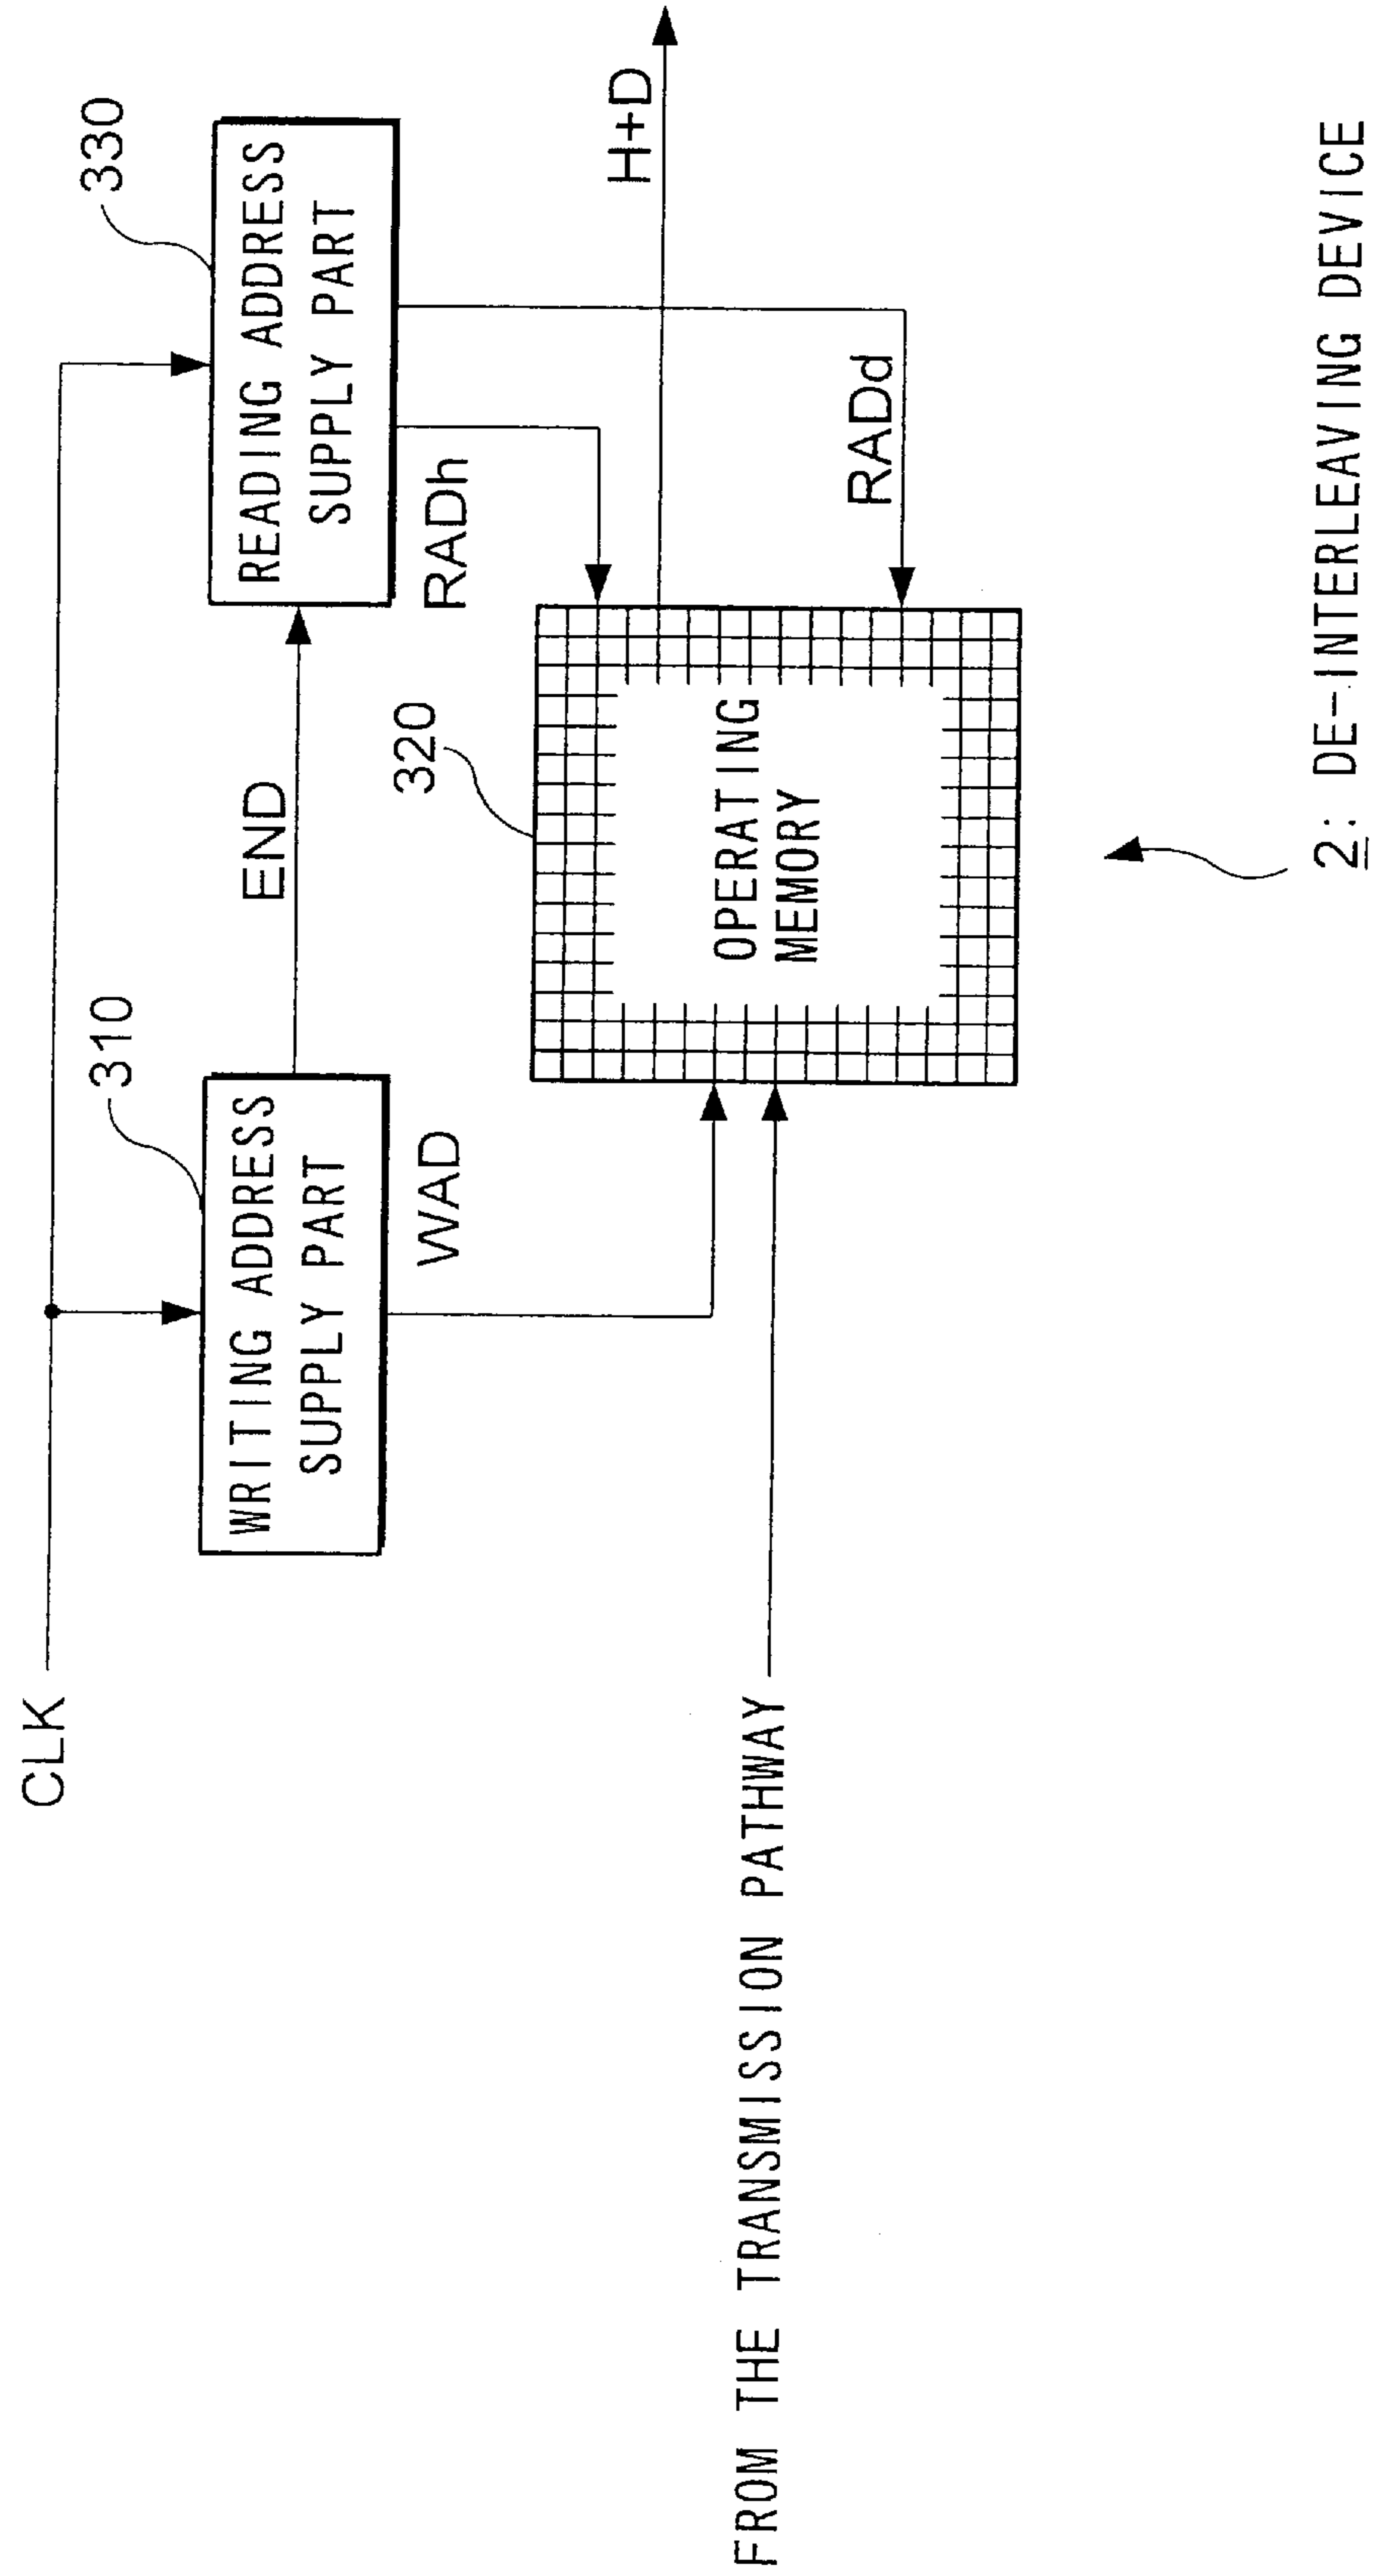 CLK
310
WRITING ADDRESS
SUPPLY PART
END
330
READING ADDRESS
SUPPLY PART
WAD
320
RADh
H+D
OPERATING
MEMORY
RADd
FROM THE TRANSMISSION PATHWAY
2: DE-INTERLEAVING DEVICE